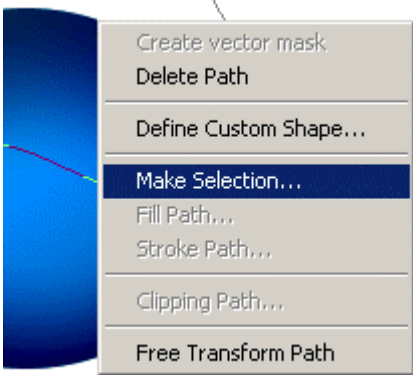 Create vector mask
Delete Path
Define Custom Shape...
Make Selection...
Fill Path...
Stroke Path...
Clipping Path...
Free Transform Path